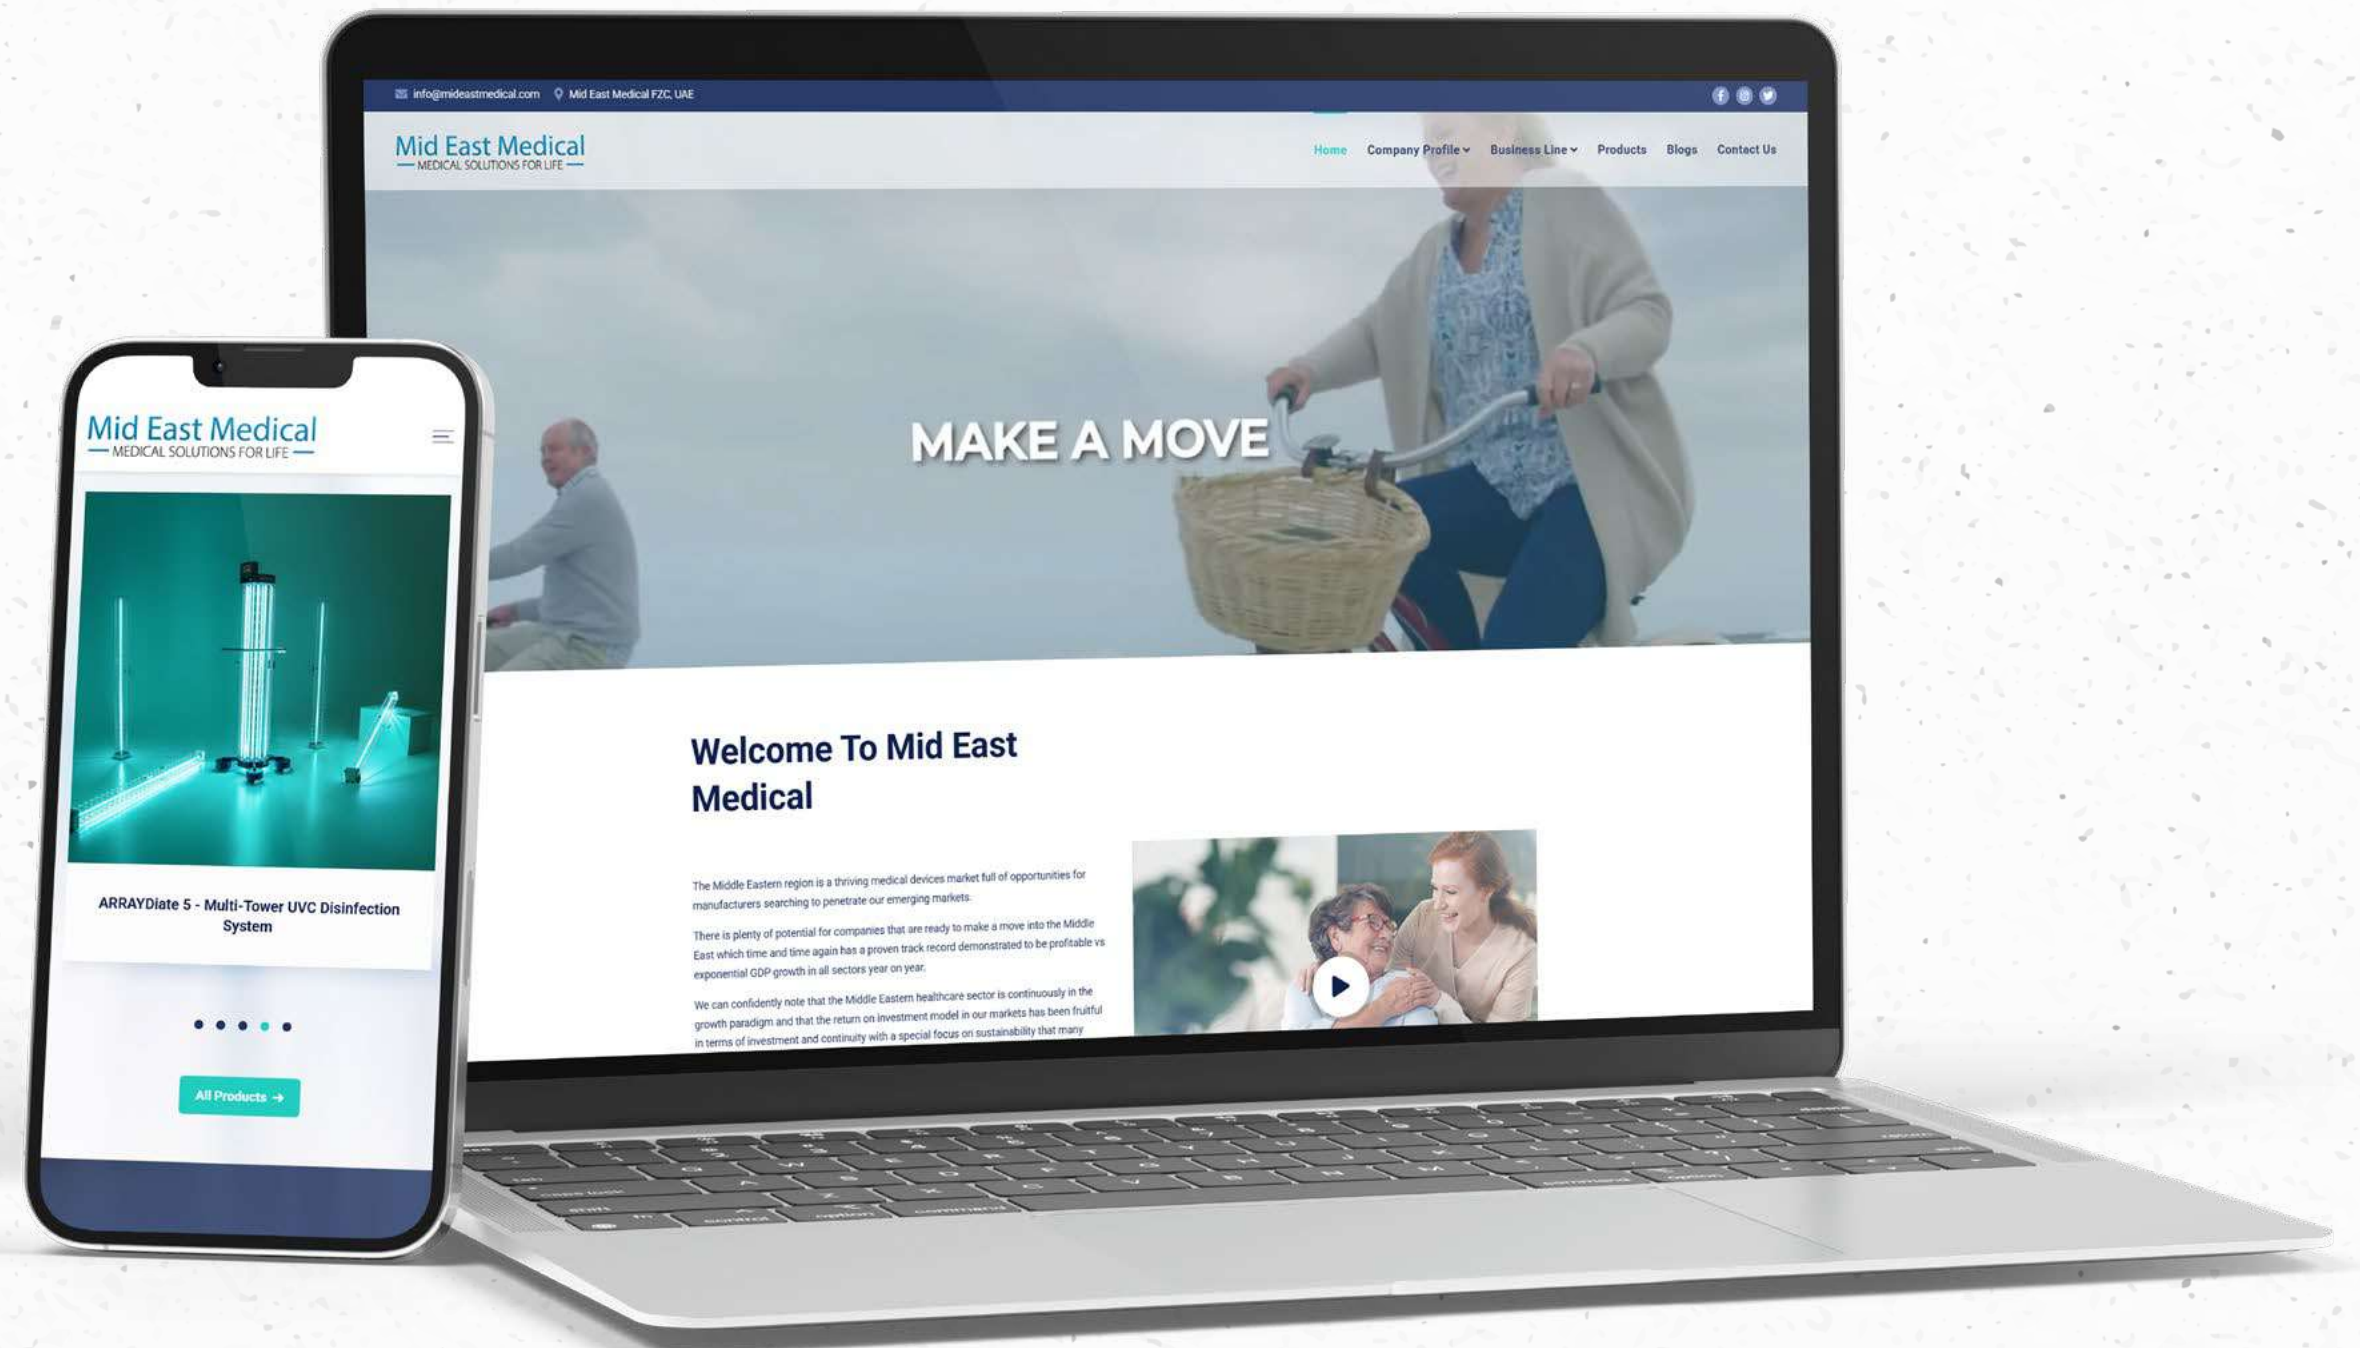 info@mideastmedical.com Mid East Medical FZC, UAE
Mid East Medical
MEDICAL SOLUTIONS FOR LIFE
Home Company Profile Business Line Products Blogs Contact Us
MAKE A MOVE
Welcome To Mid East
Medical
The Middle Eastern region is a thriving medical devices market full of opportunities for
manufacturers searching to penetrate our emerging markets.
There is plenty of potential for companies that are ready to make a move into the Middle
East which time and time again has a proven track record demonstrated to be profitable vs
exponential GDP growth in all sectors year on year.
We can confidently note that the Middle Eastern healthcare sector is continuously in the
growth paradigm and that the return on investment model in our markets has been fruitful
in terms of investment and continuity with a special focus on sustainability that many
Mid East Medical
MEDICAL SOLUTIONS FOR LIFE
ARRAYDiate 5 - Multi-Tower UVC Disinfection
System
All Products →